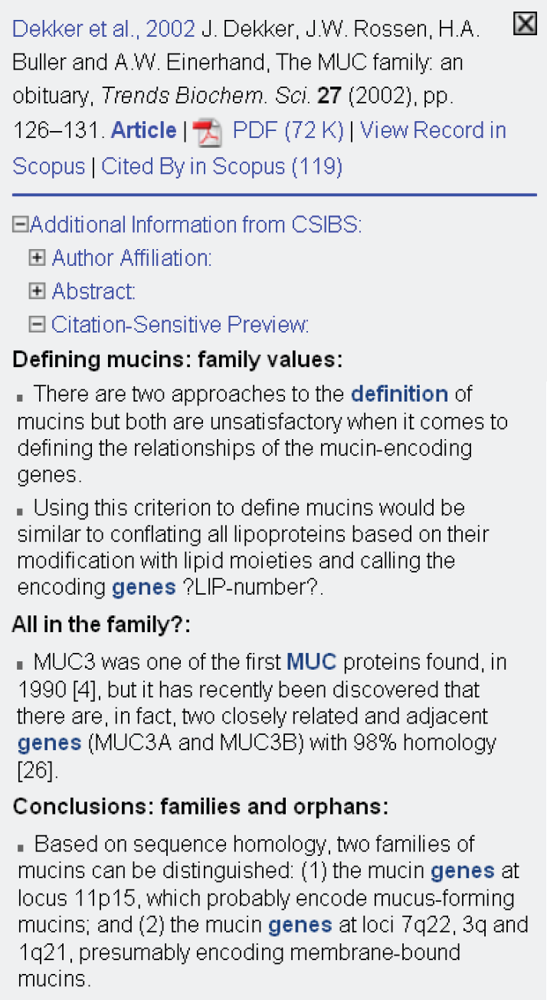 Dekker et al., 2002 J. Dekker, J.W. Rossen, H.A.
Buller and A.W. Einerhand, The MUC family: an
obituary, Trends Biochem. Sci. 27 (2002), pp.
126–131. Article | PDF (72 K) | View Record in
Scopus | Cited By in Scopus (119)
Additional Information from CSIBS:
Author Affiliation:
Abstract:
Citation-Sensitive Preview:
Defining mucins: family values:
There are two approaches to the definition of
mucins but both are unsatisfactory when it comes to
defining the relationships of the mucin-encoding
genes.
Using this criterion to define mucins would be
similar to conflating all lipoproteins based on their
modification with lipid moieties and calling the
encoding genes ?LIP-number?.
All in the family?:
MUC3 was one of the first MUC proteins found, in
1990 [4], but it has recently been discovered that
there are, in fact, two closely related and adjacent
genes (MUC3A and MUC3B) with 98% homology
[26].
Conclusions: families and orphans:
Based on sequence homology, two families of
mucins can be distinguished: (1) the mucin genes at
locus 11p15, which probably encode mucus-forming
mucins; and (2) the mucin genes at loci 7q22, 3q and
1q21, presumably encoding membrane-bound
mucins.